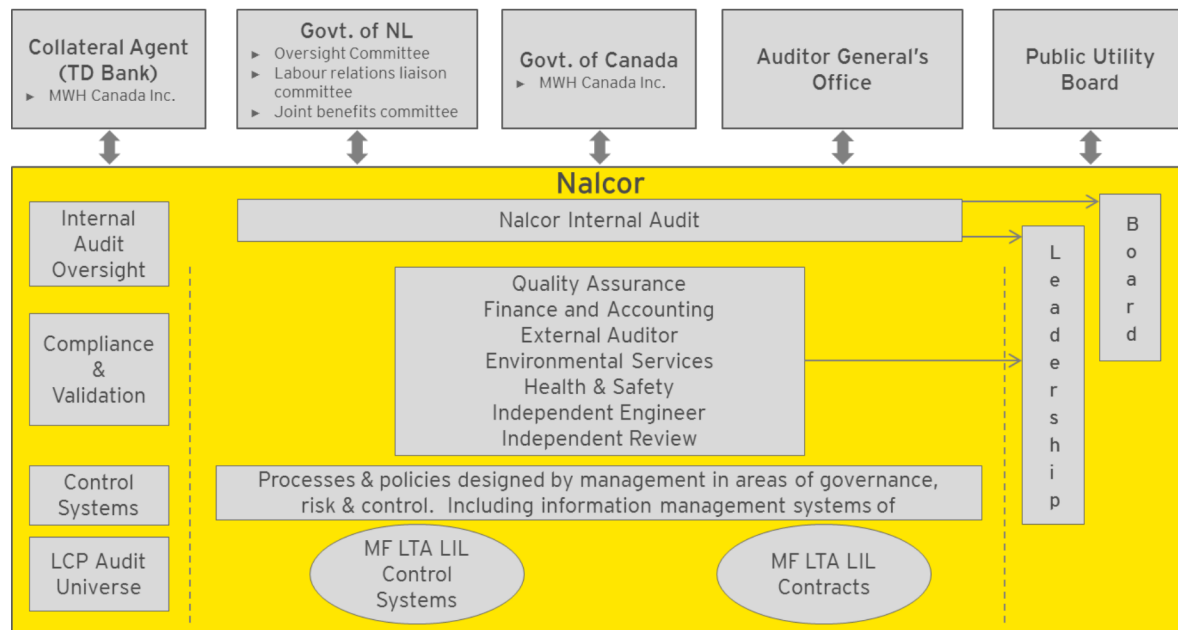 Collateral Agent
(TD Bank)
► MWH Canada Inc.
Govt. of NL
► Oversight Committee
► Labour relations liaison
committee
► Joint benefits committee
Govt. of Canada
► MWH Canada Inc.
Auditor General's
Office
Public Utility
Board
Nalcor
Internal
Audit
Oversight
Nalcor Internal Audit
Board
Leadership
Compliance
&
Validation
Quality Assurance
Finance and Accounting
External Auditor
Environmental Services
Health & Safety
Independent Engineer
Independent Review
Control
Systems
Processes & policies designed by management in areas of governance,
risk & control. Including information management systems of
LCP Audit
Universe
MF LTA LIL
Control
Systems
MF LTA LIL
Contracts